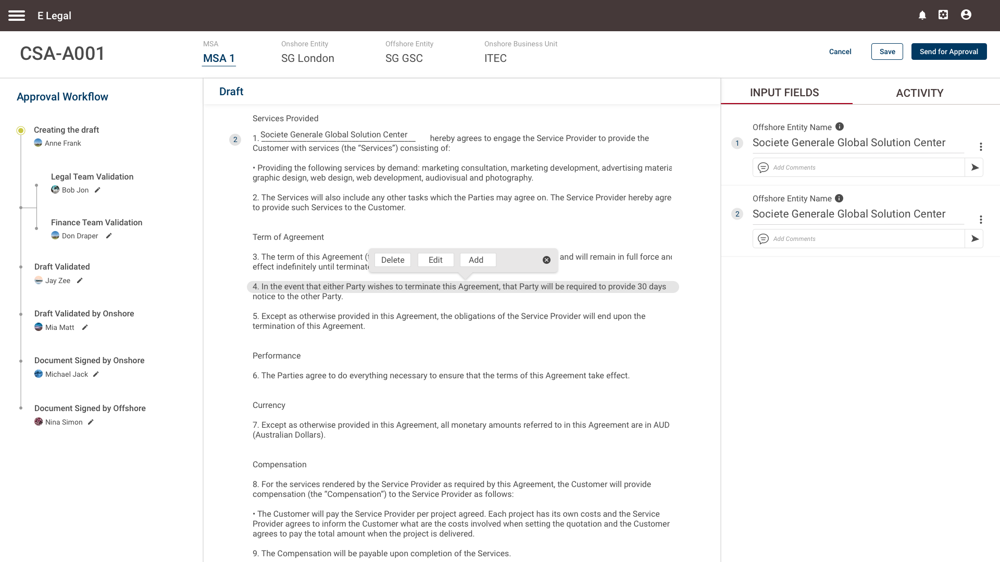 E Legal
CSA-A001
MSA
MSA 1
Onshore Entity
SG London
Offshore Entity
SG GSC
Onshore Business Unit
ITEC
Cancel
Save
Send for Approval
Approval Workflow
Creating the draft
Anne Frank
Legal Team Validation
Bob Jon
Finance Team Validation
Don Draper
Draft Validated
Jay Zee
Draft Validated by Onshore
Mia Matt
Document Signed by Onshore
Michael Jack
Document Signed by Offshore
Nina Simon
Draft
Services Provided
2
1. Societe Generale Global Solution Center hereby agrees to engage the Service Provider to provide the
Customer with services (the “Services”) consisting of:
• Providing the following services by demand: marketing consultation, marketing development, advertising materia
graphic design, web design, web development, audiovisual and photography.
2. The Services will also include any other tasks which the Parties may agree on. The Service Provider hereby agre
to provide such Services to the Customer.
Term of Agreement
3. The term of this Agreement ( and will remain in full force and
effect indefinitely until terminate
Delete
Edit
Add
4. In the event that either Party wishes to terminate this Agreement, that Party will be required to provide 30 days
notice to the other Party.
5. Except as otherwise provided in this Agreement, the obligations of the Service Provider will end upon the
termination of this Agreement.
Performance
6. The Parties agree to do everything necessary to ensure that the terms of this Agreement take effect.
Currency
7. Except as otherwise provided in this Agreement, all monetary amounts referred to in this Agreement are in AUD
(Australian Dollars).
Compensation
8. For the services rendered by the Service Provider as required by this Agreement, the Customer will provide
compensation (the “Compensation”) to the Service Provider as follows:
• The Customer will pay the Service Provider per project agreed. Each project has its own costs and the Service
Provider agrees to inform the Customer what are the costs involved when setting the quotation and the Customer
agrees to pay the total amount when the project is delivered.
9. The Compensation will be payable upon completion of the Services.
INPUT FIELDS
ACTIVITY
Offshore Entity Name
1
Societe Generale Global Solution Center
Add Comments
Offshore Entity Name
2
Societe Generale Global Solution Center
Add Comments